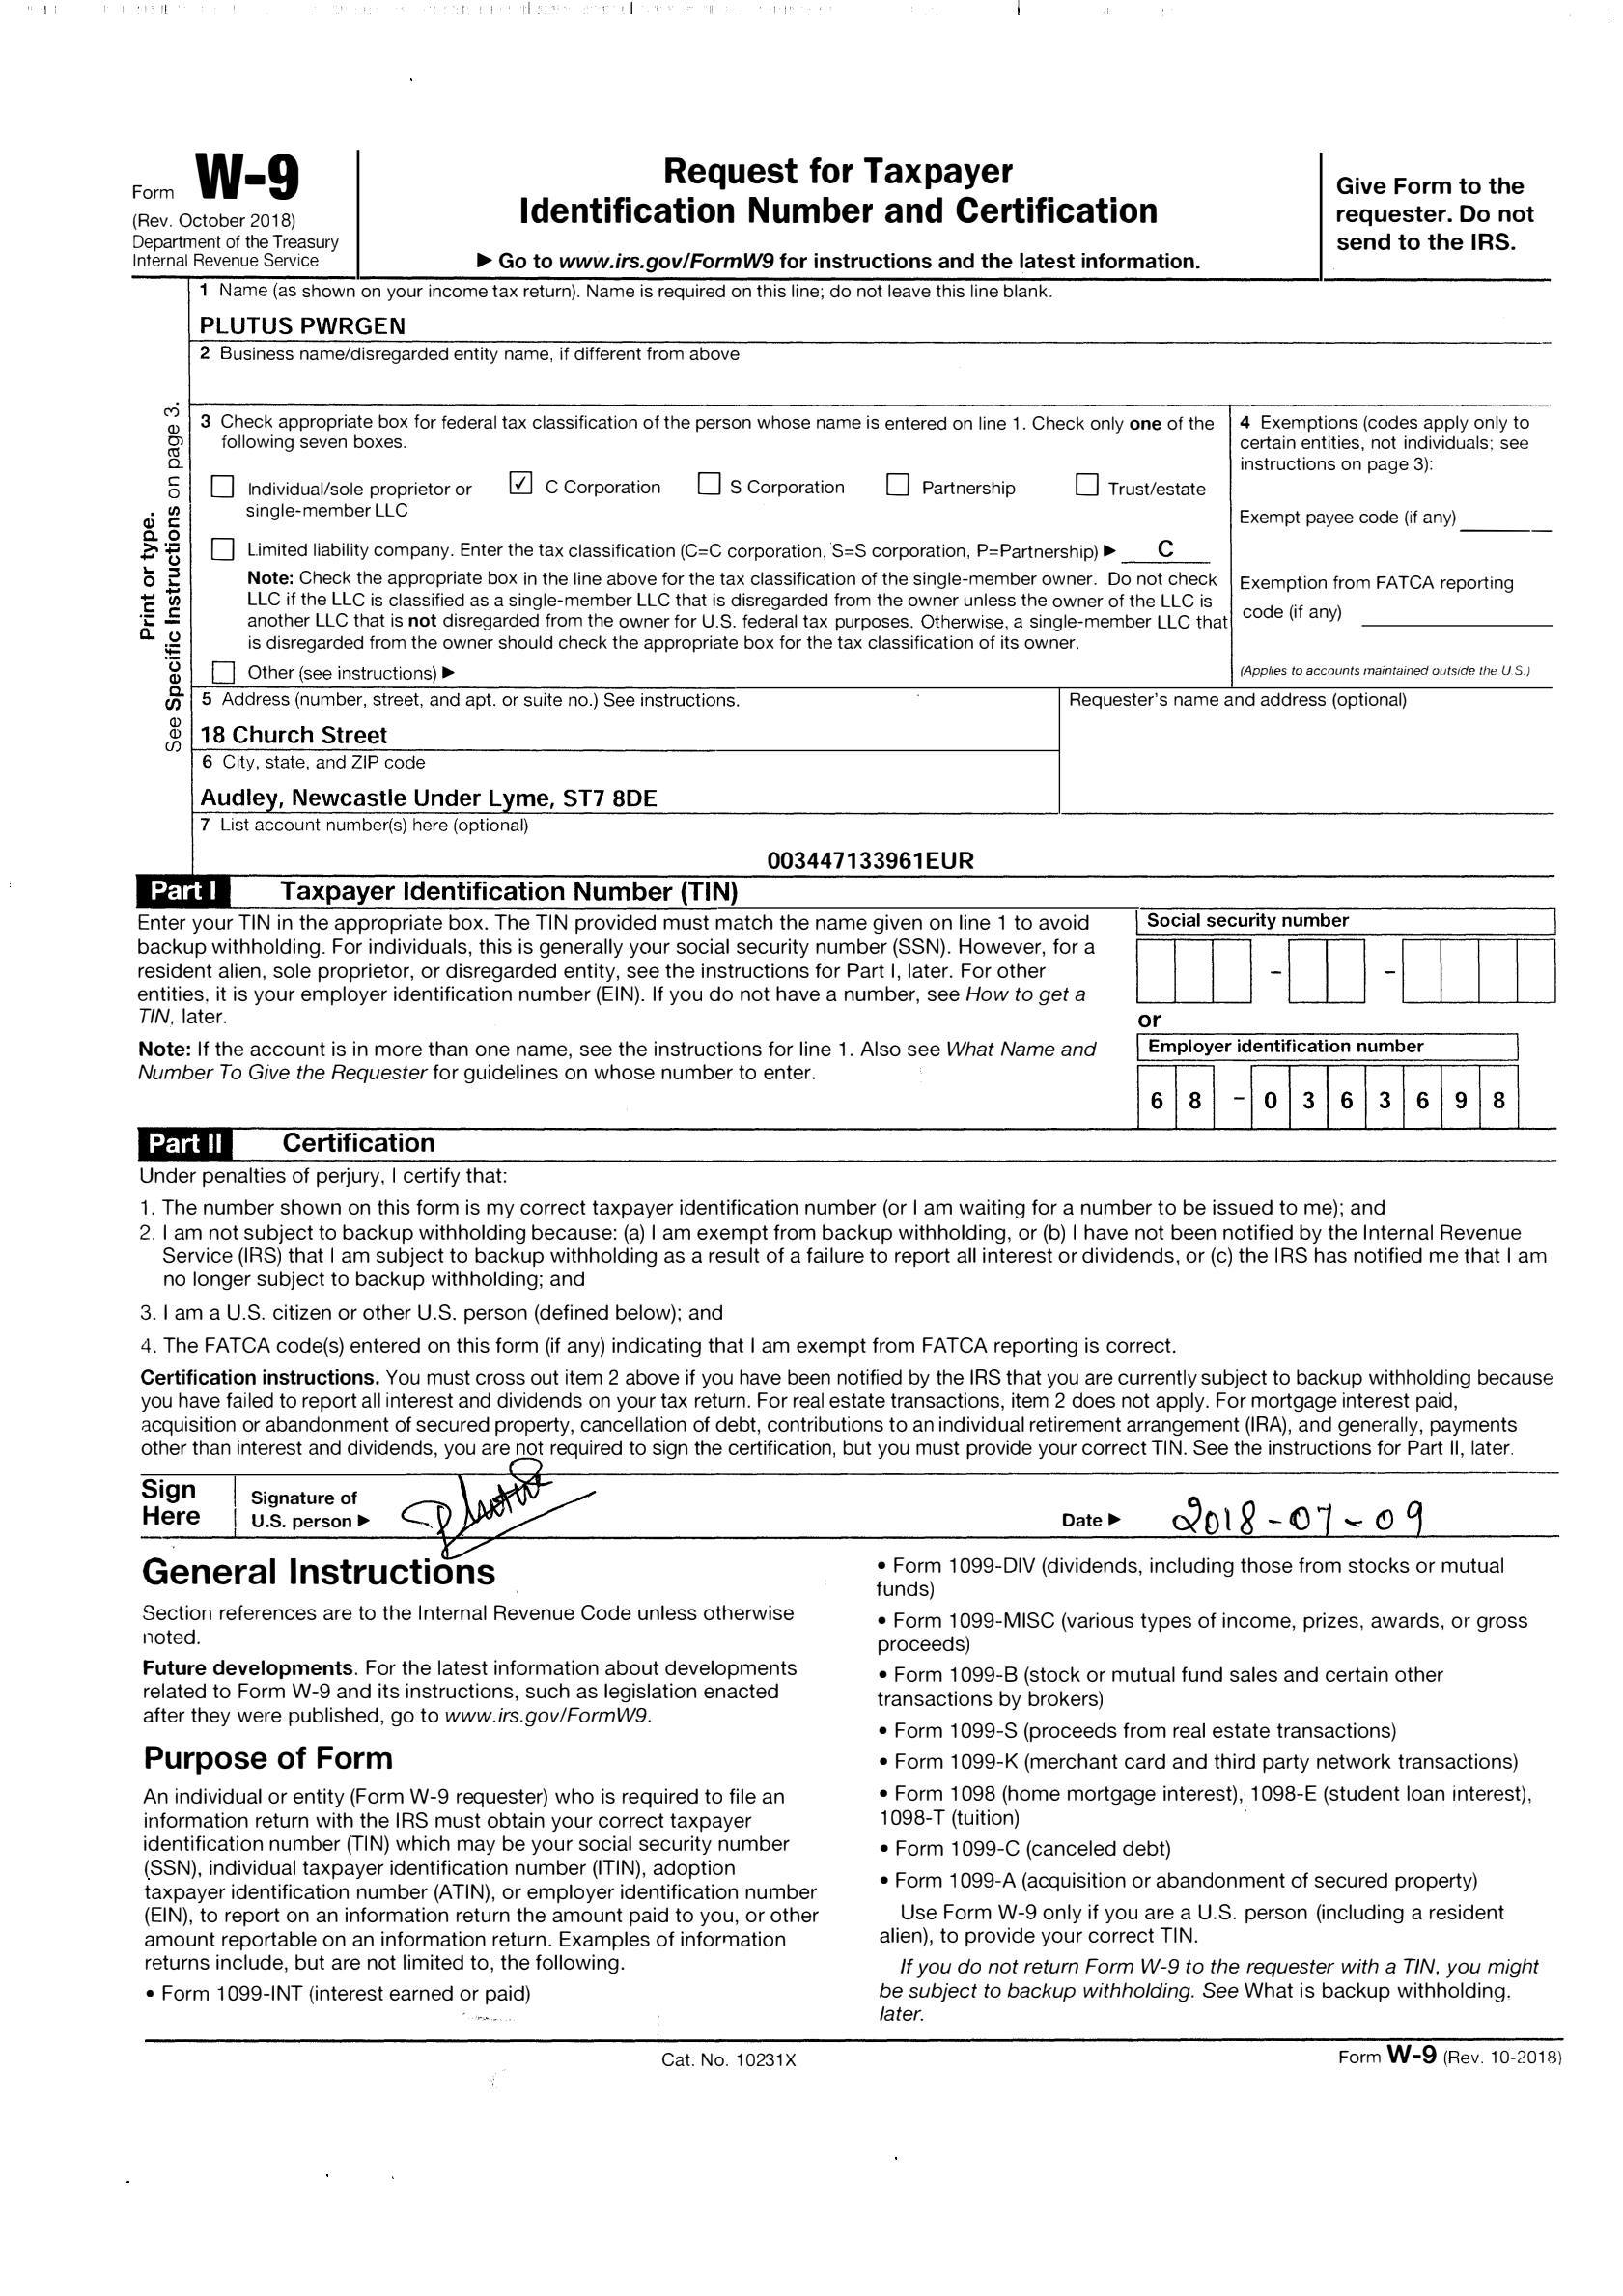 Form W-9
(Rev. October 2018)
Department of the Treasury
Internal Revenue Service
Request for Taxpayer
Identification Number and Certification
▶ Go to www.irs.gov/FormW9 for instructions and the latest information.
Give Form to the
requester. Do not
send to the IRS.
Print or type.
See Specific Instructions on page 3.
1 Name (as shown on your income tax return). Name is required on this line; do not leave this line blank.
PLUTUS PWRGEN
2 Business name/disregarded entity name, if different from above
3 Check appropriate box for federal tax classification of the person whose name is entered on line 1. Check only one of the
following seven boxes.
Individual/sole proprietor or
single-member LLC
✓ C Corporation
S Corporation
Partnership
Trust/estate
Limited liability company. Enter the tax classification (C=C corporation, S=S corporation, P=Partnership) ▶ C
Note: Check the appropriate box in the line above for the tax classification of the single-member owner. Do not check
LLC if the LLC is classified as a single-member LLC that is disregarded from the owner unless the owner of the LLC is
another LLC that is not disregarded from the owner for U.S. federal tax purposes. Otherwise, a single-member LLC that
is disregarded from the owner should check the appropriate box for the tax classification of its owner.
Other (see instructions) ▶
4 Exemptions (codes apply only to
certain entities, not individuals; see
instructions on page 3):
Exempt payee code (if any)
Exemption from FATCA reporting
code (if any)
(Applies to accounts maintained outside the U.S.)
5 Address (number, street, and apt. or suite no.) See instructions.
18 Church Street
Requester's name and address (optional)
6 City, state, and ZIP code
Audley, Newcastle Under Lyme, ST7 8DE
7 List account number(s) here (optional)
003447133961EUR
Part I Taxpayer Identification Number (TIN)
Enter your TIN in the appropriate box. The TIN provided must match the name given on line 1 to avoid
backup withholding. For individuals, this is generally your social security number (SSN). However, for a
resident alien, sole proprietor, or disregarded entity, see the instructions for Part I, later. For other
entities, it is your employer identification number (EIN). If you do not have a number, see How to get a
TIN, later.
Note: If the account is in more than one name, see the instructions for line 1. Also see What Name and
Number To Give the Requester for guidelines on whose number to enter.
Social security number
– –
or
Employer identification number
6 8 – 0 3 6 3 6 9 8
Part II Certification
Under penalties of perjury, I certify that:
1. The number shown on this form is my correct taxpayer identification number (or I am waiting for a number to be issued to me); and
2. I am not subject to backup withholding because: (a) I am exempt from backup withholding, or (b) I have not been notified by the Internal Revenue
Service (IRS) that I am subject to backup withholding as a result of a failure to report all interest or dividends, or (c) the IRS has notified me that I am
no longer subject to backup withholding; and
3. I am a U.S. citizen or other U.S. person (defined below); and
4. The FATCA code(s) entered on this form (if any) indicating that I am exempt from FATCA reporting is correct.
Certification instructions. You must cross out item 2 above if you have been notified by the IRS that you are currently subject to backup withholding because
you have failed to report all interest and dividends on your tax return. For real estate transactions, item 2 does not apply. For mortgage interest paid,
acquisition or abandonment of secured property, cancellation of debt, contributions to an individual retirement arrangement (IRA), and generally, payments
other than interest and dividends, you are not required to sign the certification, but you must provide your correct TIN. See the instructions for Part II, later.
Sign
Here
Signature of
U.S. person ▶
Date ▶ 2018-07-09
General Instructions
Section references are to the Internal Revenue Code unless otherwise
noted.
Future developments. For the latest information about developments
related to Form W-9 and its instructions, such as legislation enacted
after they were published, go to www.irs.gov/FormW9.
Purpose of Form
An individual or entity (Form W-9 requester) who is required to file an
information return with the IRS must obtain your correct taxpayer
identification number (TIN) which may be your social security number
(SSN), individual taxpayer identification number (ITIN), adoption
taxpayer identification number (ATIN), or employer identification number
(EIN), to report on an information return the amount paid to you, or other
amount reportable on an information return. Examples of information
returns include, but are not limited to, the following.
• Form 1099-INT (interest earned or paid)
• Form 1099-DIV (dividends, including those from stocks or mutual
funds)
• Form 1099-MISC (various types of income, prizes, awards, or gross
proceeds)
• Form 1099-B (stock or mutual fund sales and certain other
transactions by brokers)
• Form 1099-S (proceeds from real estate transactions)
• Form 1099-K (merchant card and third party network transactions)
• Form 1098 (home mortgage interest), 1098-E (student loan interest),
1098-T (tuition)
• Form 1099-C (canceled debt)
• Form 1099-A (acquisition or abandonment of secured property)
Use Form W-9 only if you are a U.S. person (including a resident
alien), to provide your correct TIN.
If you do not return Form W-9 to the requester with a TIN, you might
be subject to backup withholding. See What is backup withholding.
later.
Cat. No. 10231X
Form W-9 (Rev. 10-2018)